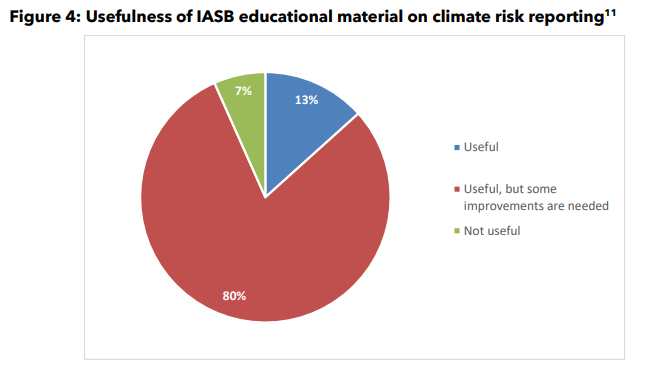 Figure 4: Usefulness of IASB educational material on climate risk reporting¹¹
7%
13%
Useful
Useful, but some
improvements are needed
Not useful
80%